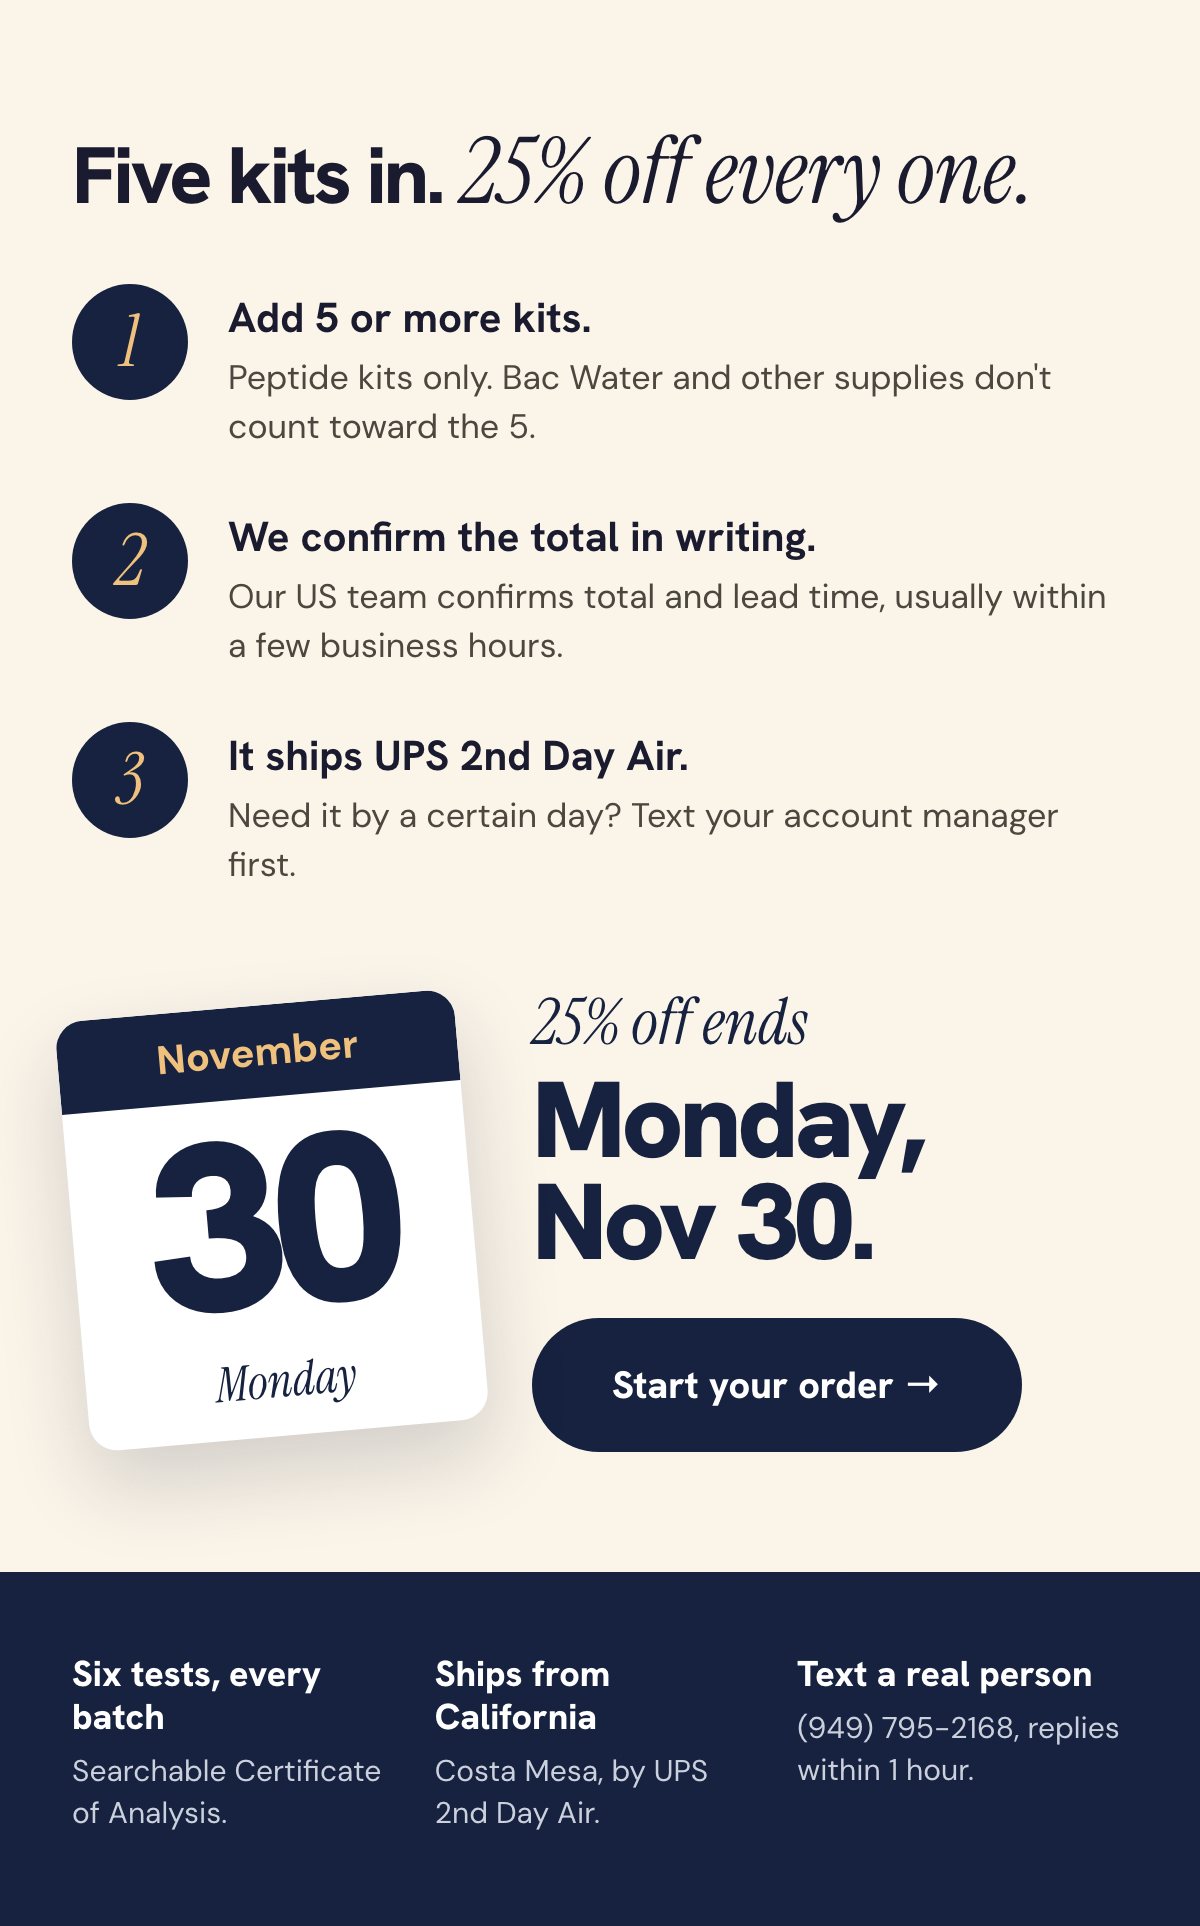 Five kits in. 25% off every one.
1
Add 5 or more kits.
Peptide kits only. Bac Water and other supplies don't
count toward the 5.
2
We confirm the total in writing.
Our US team confirms total and lead time, usually within
a few business hours.
3
It ships UPS 2nd Day Air.
Need it by a certain day? Text your account manager
first.
November
30
Monday
25% off ends
Monday,
Nov 30.
Start your order →
Six tests, every
batch
Searchable Certificate
of Analysis.
Ships from
California
Costa Mesa, by UPS
2nd Day Air.
Text a real person
(949) 795-2168, replies
within 1 hour.